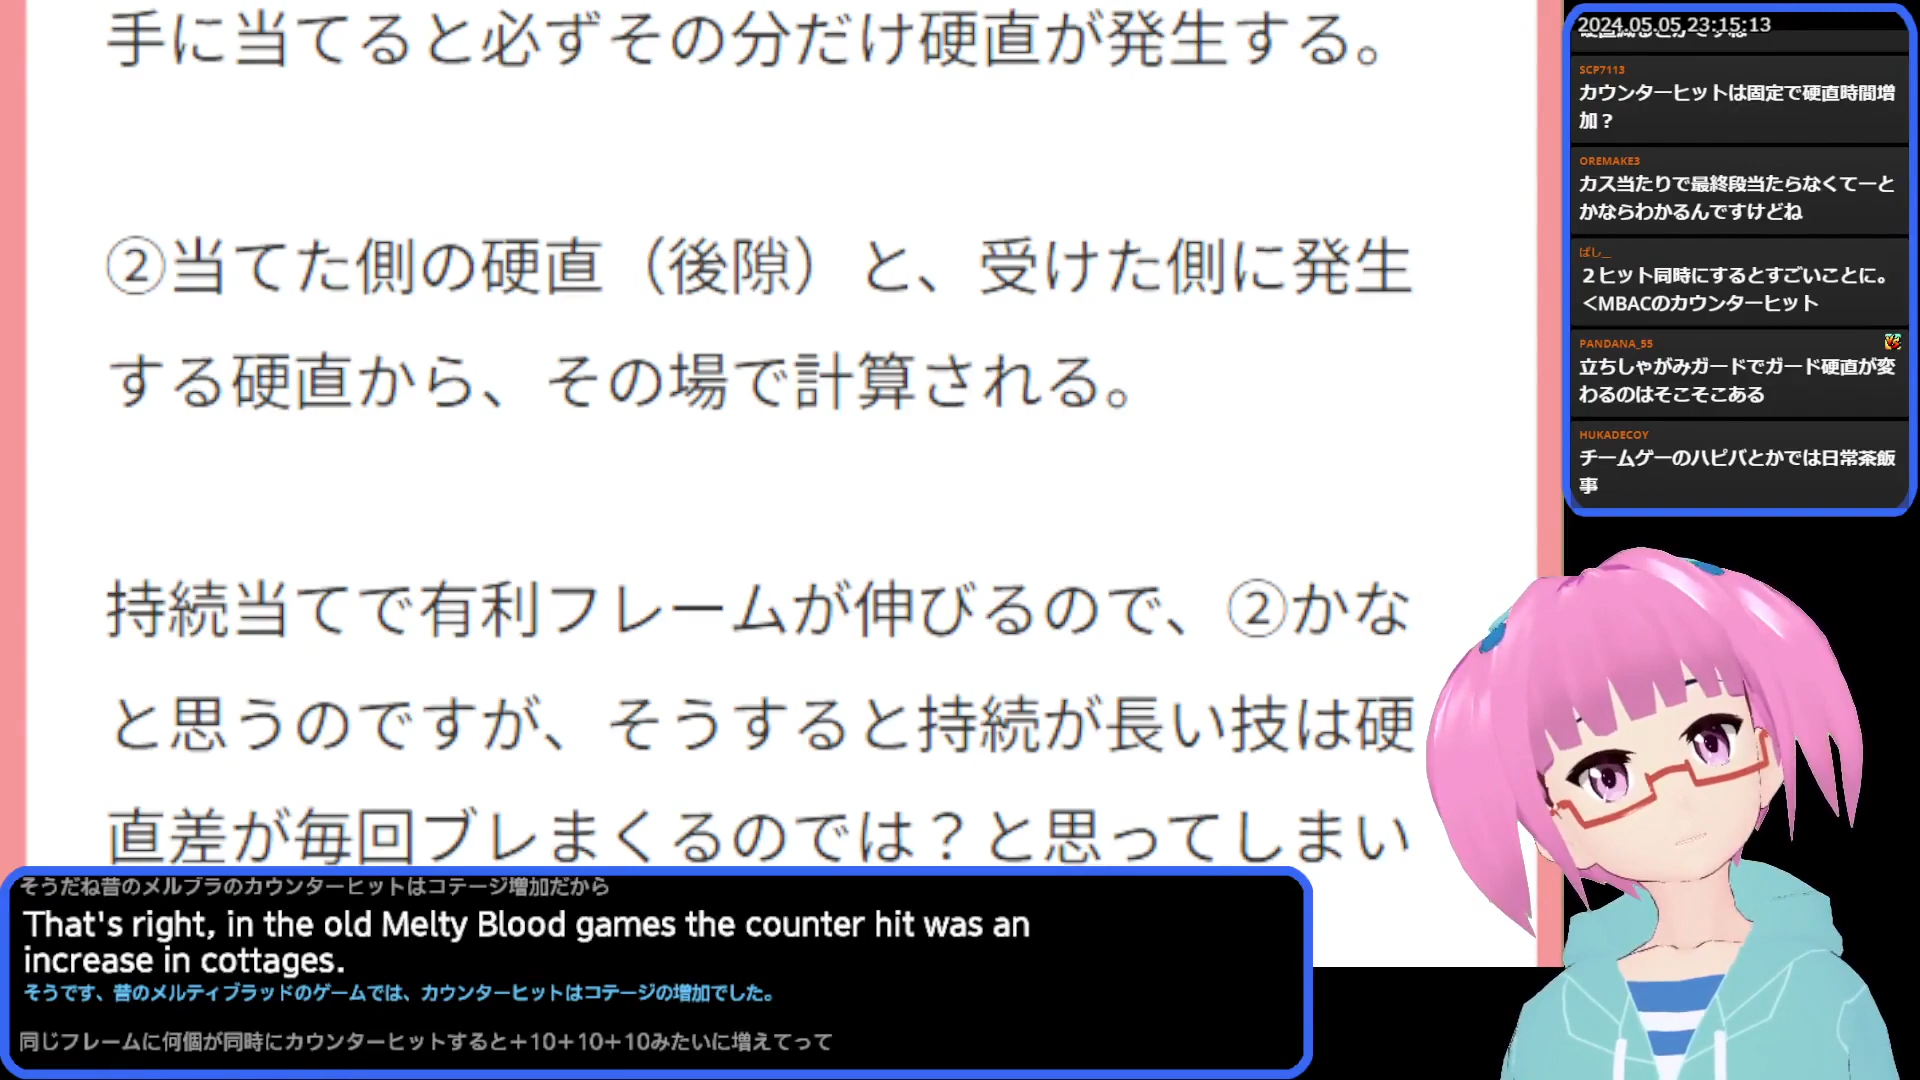 手に当てると必ずその分だけ硬直が発生する。
②当てた側の硬直（後隙）と、受けた側に発生
する硬直から、その場で計算される。
持続当てで有利フレームが伸びるので、②かな
と思うのですが、そうすると持続が長い技は硬
直差が毎回ブレまくるのでは？と思ってしまい
2024.05.05,23:15:13
SCP7113
カウンターヒットは固定で硬直時間増
加？
OREMAKE3
カス当たりで最終段当たらなくてーと
かならわかるんですけどね
ぱし_
２ヒット同時にするとすごいことに。
＜MBACのカウンターヒット
PANDANA_55
立ちしゃがみガードでガード硬直が変
わるのはそこそこある
HUKADECOY
チームゲーのハピバとかでは日常茶飯
事
そうだね昔のメルブラのカウンターヒットはコテージ増加だから
That's right, in the old Melty Blood games the counter hit was an
increase in cottages.
そうです、昔のメルティブラッドのゲームでは、カウンターヒットはコテージの増加でした。
同じフレームに何個が同時にカウンターヒットすると＋10＋10＋10みたいに増えてって